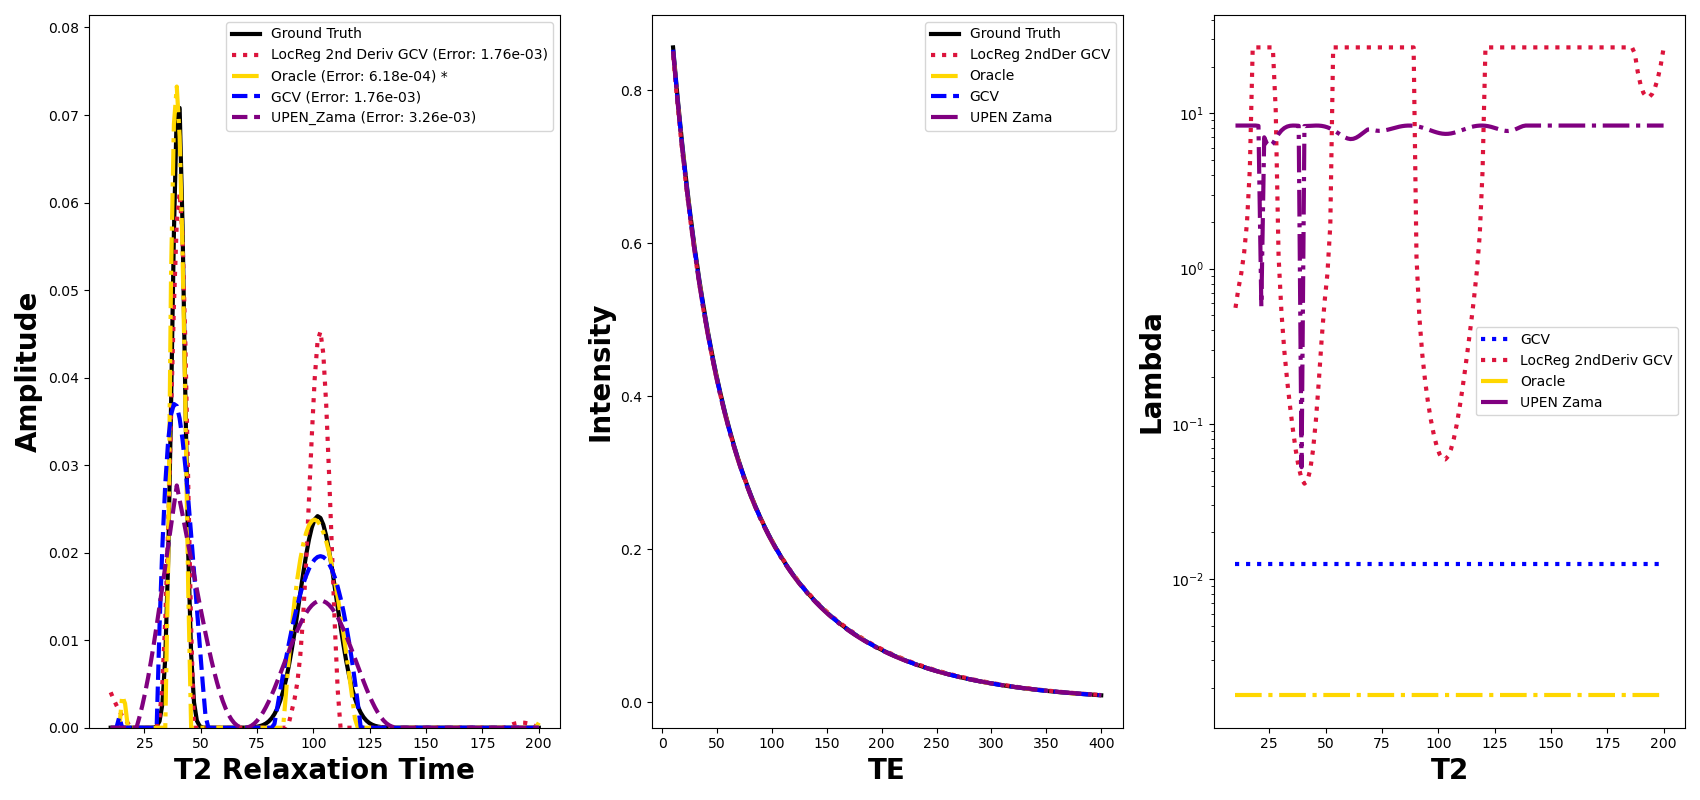 Amplitude
0.08
0.07
0.06
0.05
0.04
0.03
0.02
0.01
0.00
25 50 75 100 125 150 175 200
T2 Relaxation Time
Ground Truth
LocReg 2nd Deriv GCV (Error: 1.76e-03)
Oracle (Error: 6.18e-04) *
GCV (Error: 1.76e-03)
UPEN_Zama (Error: 3.26e-03)
Intensity
0.8
0.6
0.4
0.2
0.0
0 50 100 150 200 250 300 350 400
TE
Ground Truth
LocReg 2ndDer GCV
Oracle
GCV
UPEN Zama
Lambda
10¹
10⁰
10⁻¹
10⁻²
25 50 75 100 125 150 175 200
T2
GCV
LocReg 2ndDeriv GCV
Oracle
UPEN Zama